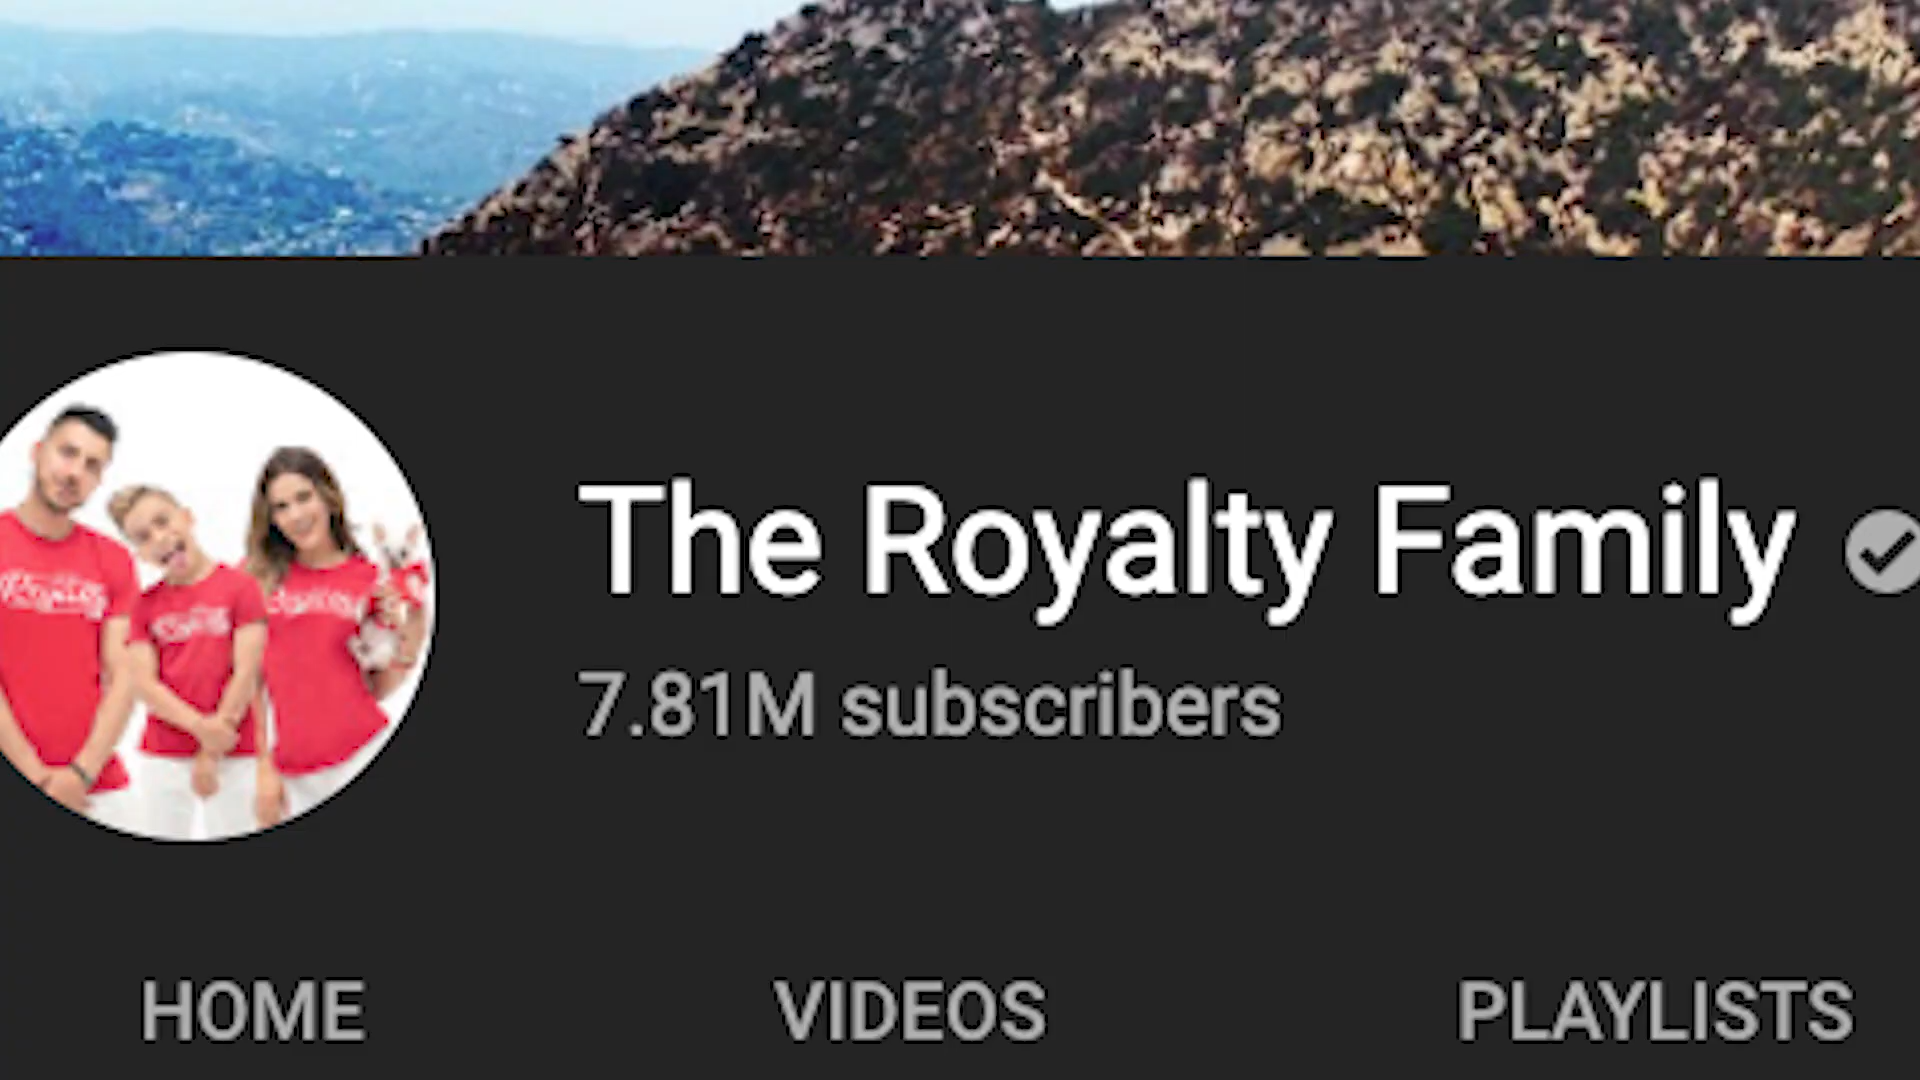 The Royalty Family
7.81M subscribers
HOME
VIDEOS
PLAYLISTS